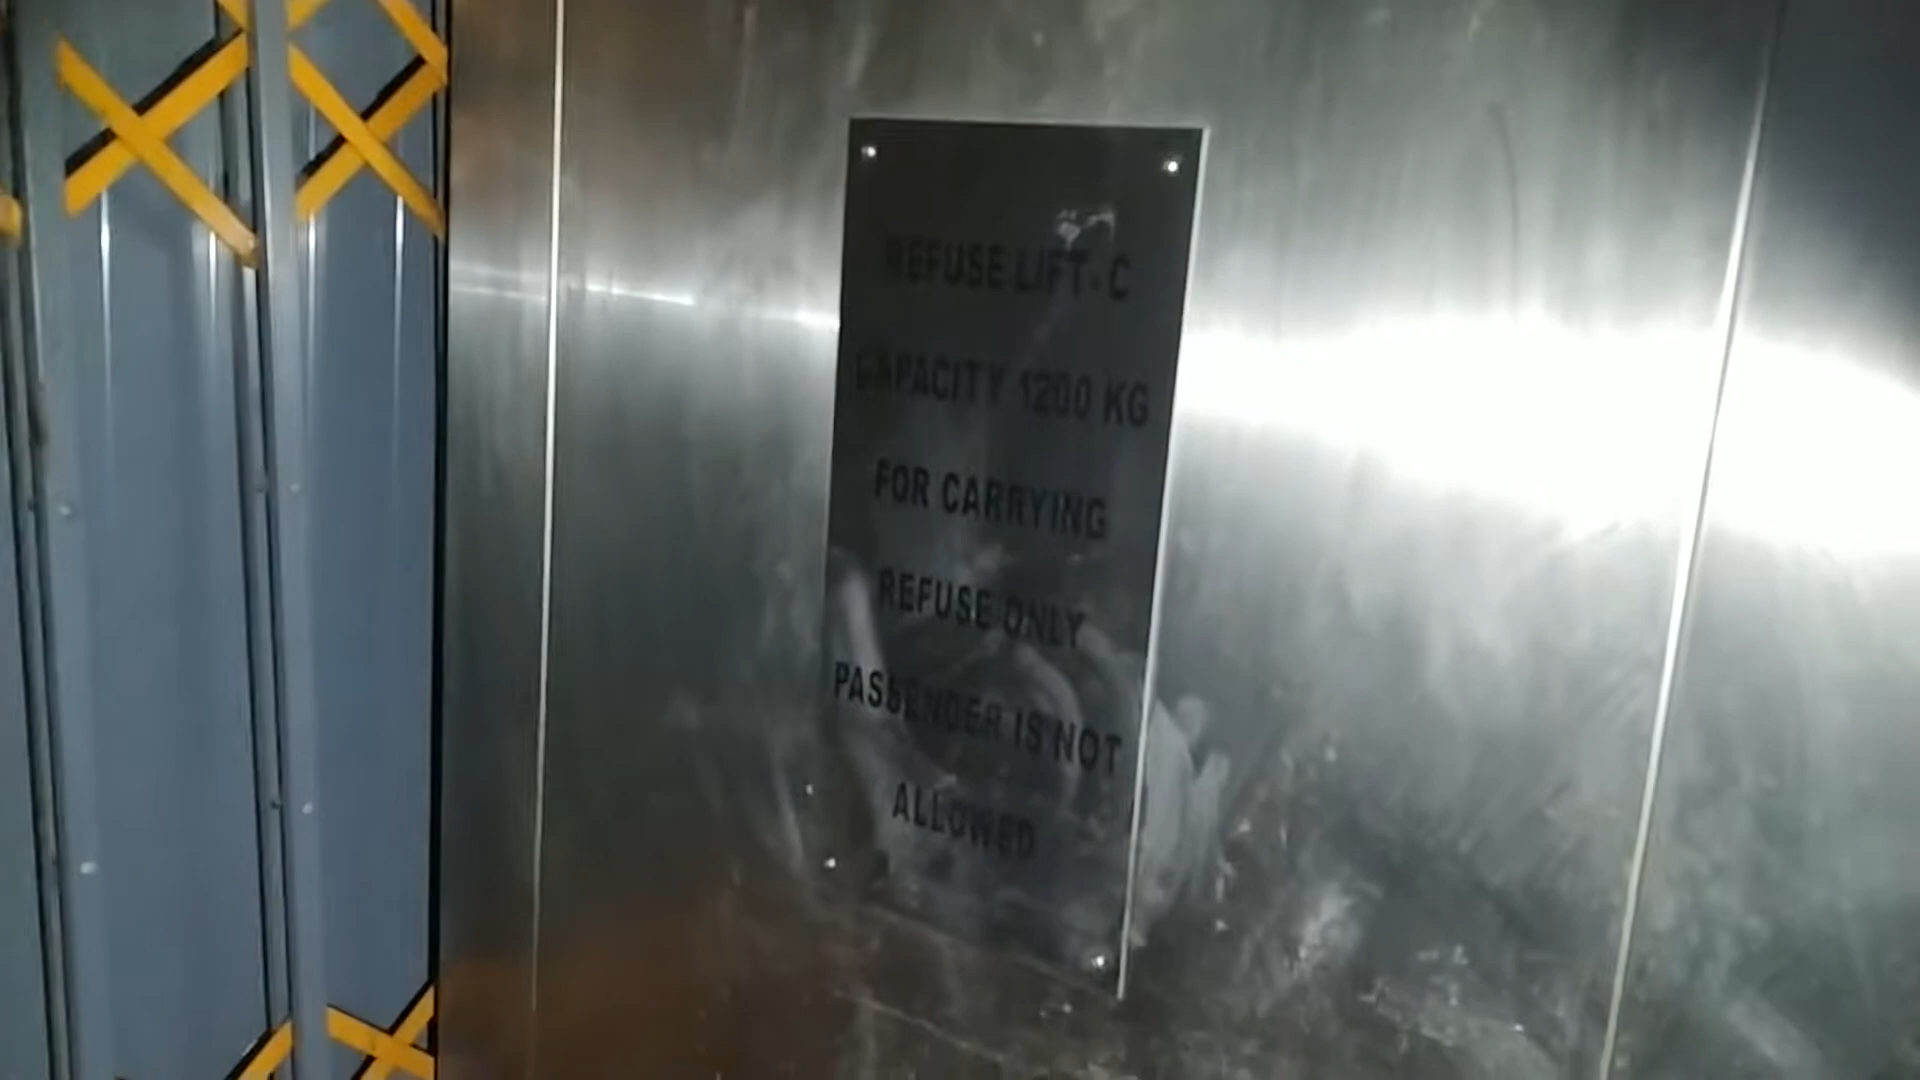 REFUSE LIFT-C
CAPACITY 1200 KG
FOR CARRYING
REFUSE ONLY
PASSENGER IS NOT
ALLOWED